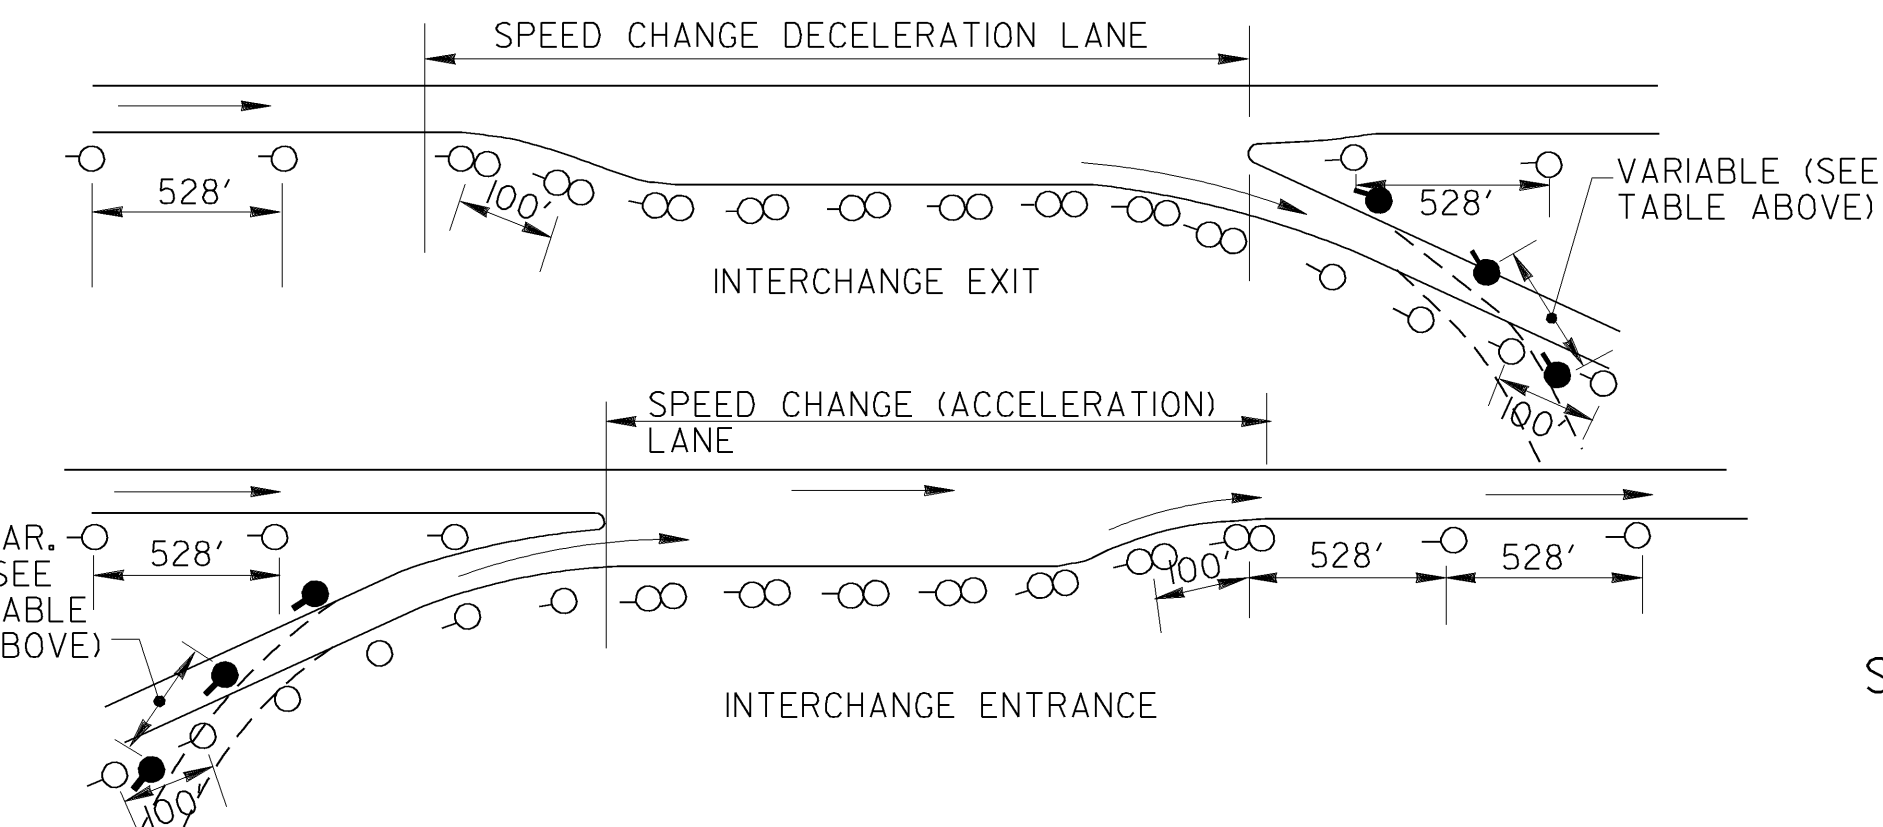 SPEED CHANGE DECELERATION LANE
528'
100'
528'
VARIABLE (SEE
TABLE ABOVE)
INTERCHANGE EXIT
100'
SPEED CHANGE (ACCELERATION)
LANE
AR.
SEE
ABLE
BOVE)
528'
100'
528'
528'
INTERCHANGE ENTRANCE
100'
S